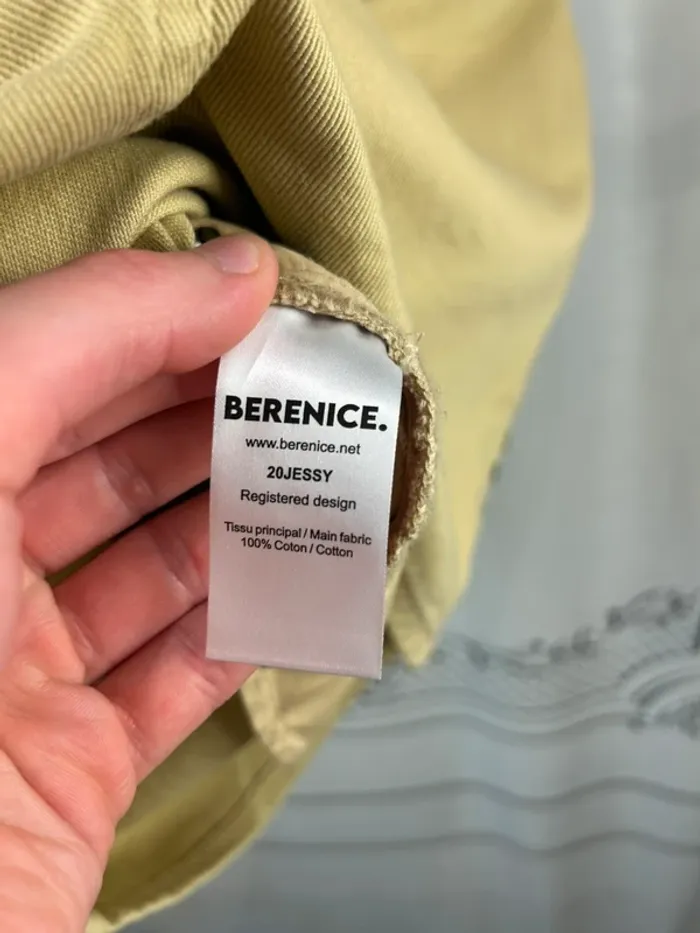 BERENICE.
www.berenice.net
20JESSY
Registered design
Tissu principal / Main fabric
100% Coton / Cotton